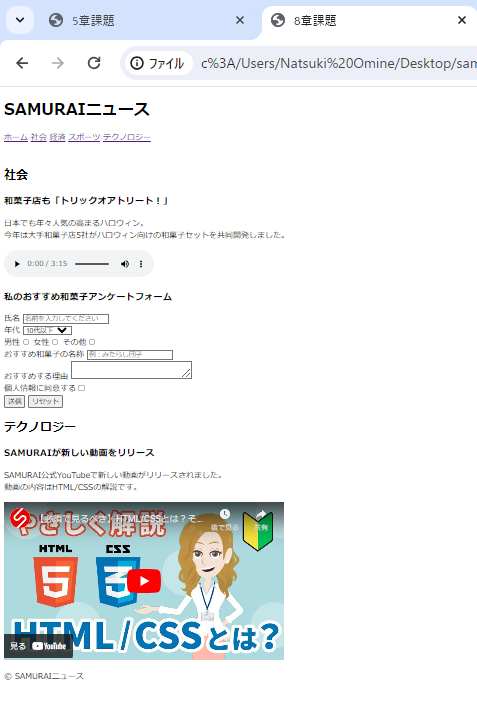 5章課題
8章課題
ファイル c%3A/Users/Natsuki%20Omine/Desktop/sam
SAMURAIニュース
ホーム 社会 経済 スポーツ テクノロジー
社会
和菓子店も「トリックオアトリート！」
日本でも年々人気の高まるハロウィン。
今年は大手和菓子店5社がハロウィン向けの和菓子セットを共同開発しました。
0:00 / 3:15
私のおすすめ和菓子アンケートフォーム
氏名 名前を入力してください
年代 10代以下
男性 女性 その他
おすすめ和菓子の名称 例：みたらし団子
おすすめする理由
個人情報に同意する
送信 リセット
テクノロジー
SAMURAIが新しい動画をリリース
SAMURAI公式YouTubeで新しい動画がリリースされました。
動画の内容はHTML/CSSの解説です。
やさしく解説
【必須で見るべき】HTML/CSSとは？そ...
後で見る 共有
HTML CSS
5 3
HTML/CSSとは？
見る YouTube
© SAMURAIニュース